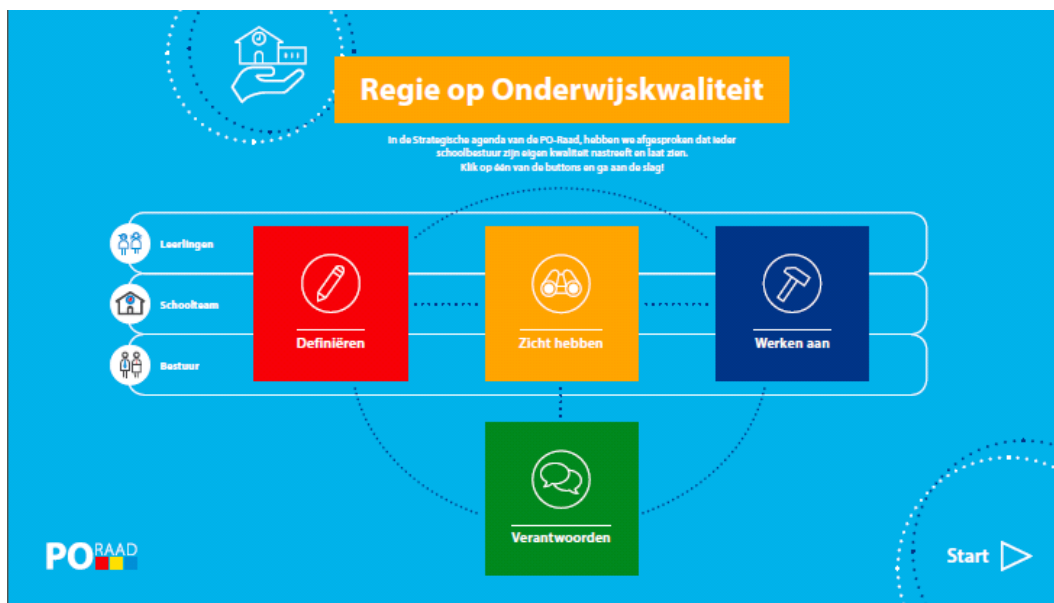 Regie op Onderwijskwaliteit
In de Strategische agenda van de PO-Raad, hebben we afgesproken dat ieder
schoolbestuur zijn eigen kwaliteit nastreeft en laat zien.
Klik op één van de buttons en ga aan de slag!
Leerlingen
Schoolteam
Bestuur
Definiëren
Zicht hebben
Werken aan
Verantwoorden
PO RAAD
Start